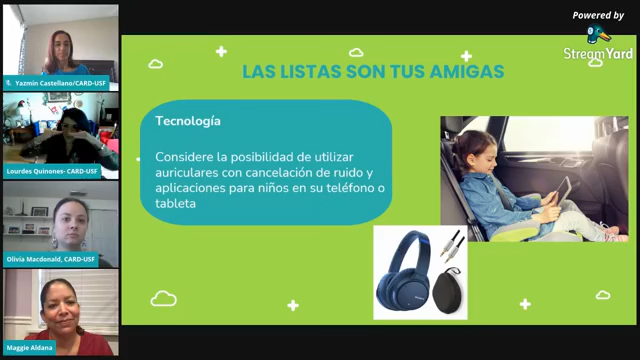 Powered by
StreamYard
LAS LISTAS SON TUS AMIGAS
Tecnología
Considere la posibilidad de utilizar
auriculares con cancelación de ruido y
aplicaciones para niños en su teléfono o
tableta
Yazmin Castellano/CARD-USF
Lourdes Quinones- CARD-USF
Olivia Macdonald, CARD-USF
Maggie Aldana